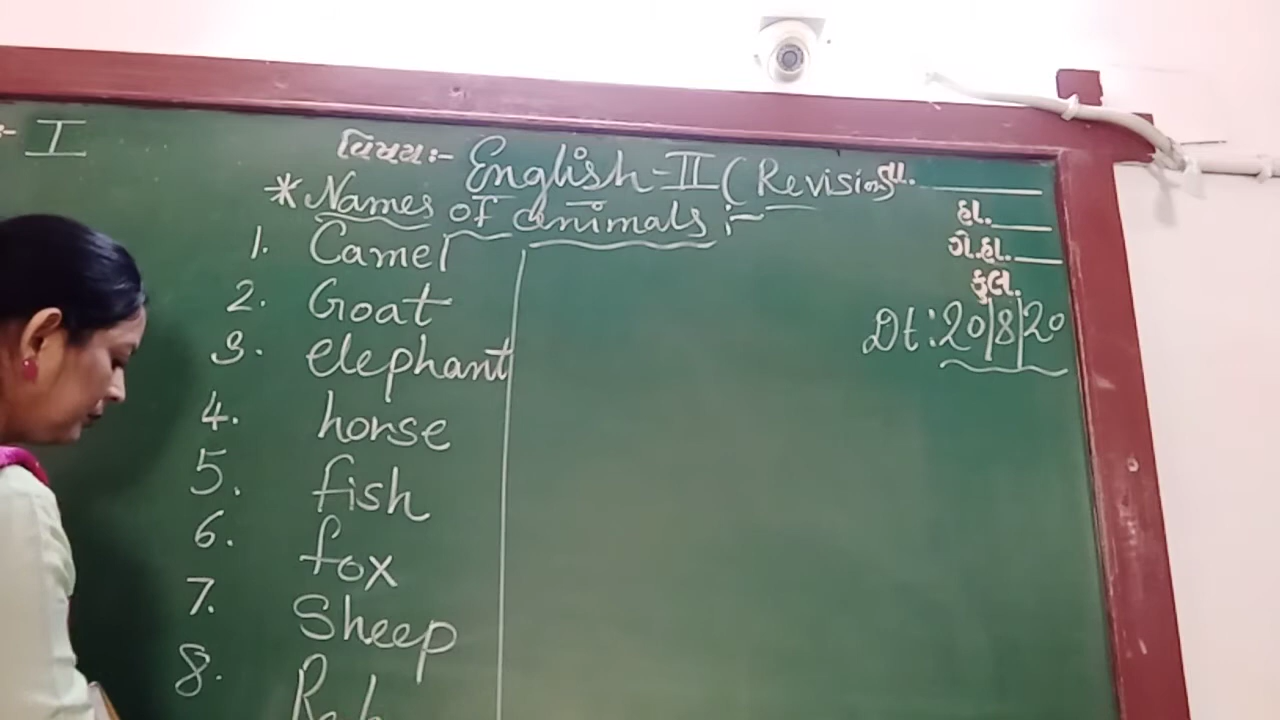 :- I
વિષય:- English-II (Revision)
તા.
* Names of animals :-
હા.
ગે.હા.
કુલ.
Dt: 20|8|20
1. Camel
2. Goat
3. elephant
4. horse
5. fish
6. fox
7. Sheep
8.